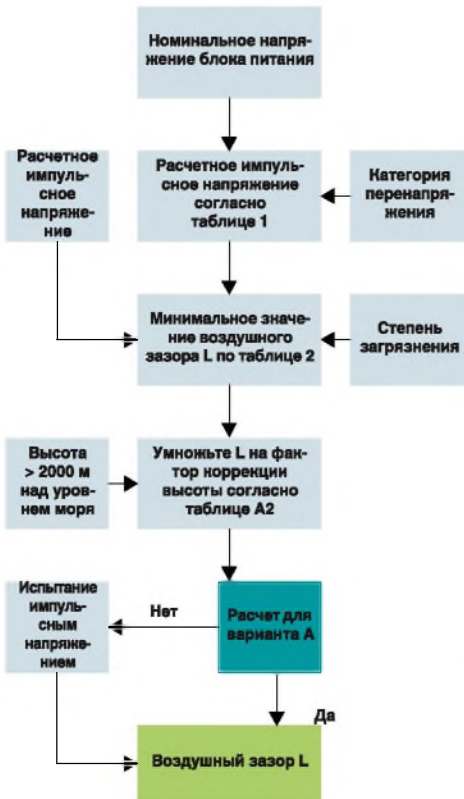 Номинальное напря-
жение блока питания
Расчетное
импуль-
сное
напряже-
ние
Расчетное импуль-
сное напряжение
согласно
таблице 1
Категория
перенапря-
жения
Минимальное значе-
ние воздушного
зазора L по таблице 2
Степень
загрязнения
Высота
> 2000 м
над уров-
нем моря
Умножьте L на фак-
тор коррекции
высоты согласно
таблице A2
Испытание
импуль-
сным
напряже-
нием
Нет
Расчет для
варианта А
Да
Воздушный зазор L